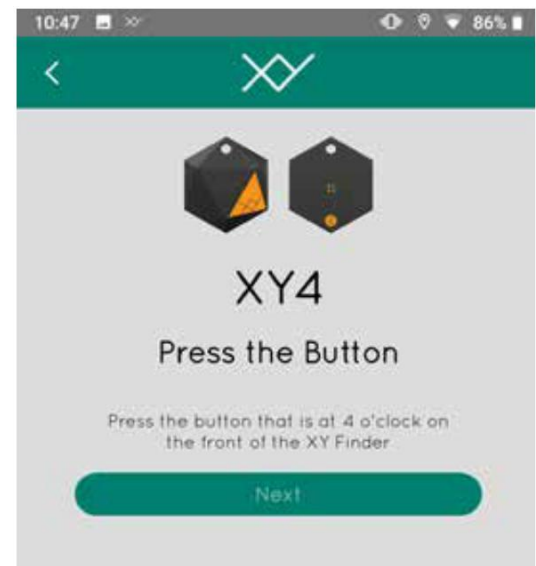 10:47 86%
XY
XY4
Press the Button
Press the button that is at 4 o'clock on
the front of the XY Finder
Next